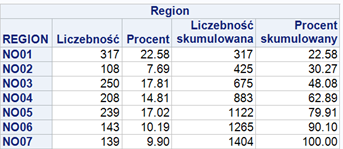 Region
REGION Liczebność Procent Liczebność skumulowana Procent skumulowany
NO01 317 22.58 317 22.58
NO02 108 7.69 425 30.27
NO03 250 17.81 675 48.08
NO04 208 14.81 883 62.89
NO05 239 17.02 1122 79.91
NO06 143 10.19 1265 90.10
NO07 139 9.90 1404 100.00